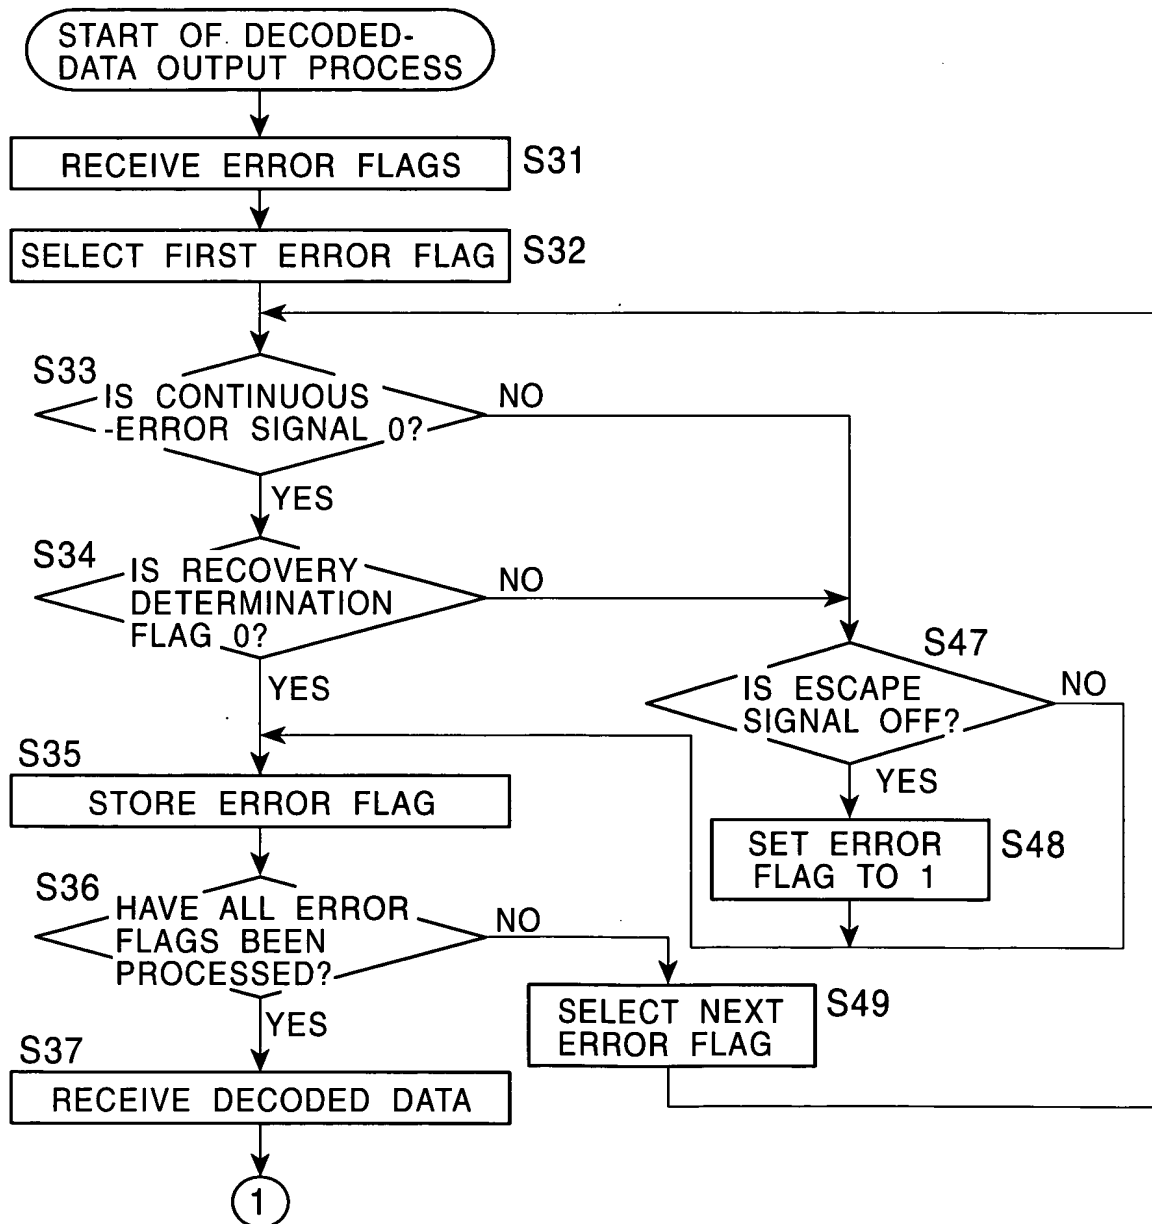 START OF DECODED-
DATA OUTPUT PROCESS
RECEIVE ERROR FLAGS
S31
SELECT FIRST ERROR FLAG
S32
S33
IS CONTINUOUS
-ERROR SIGNAL 0?
NO
YES
S34
IS RECOVERY
DETERMINATION
FLAG 0?
NO
YES
S47
IS ESCAPE
SIGNAL OFF?
NO
YES
S35
STORE ERROR FLAG
SET ERROR
FLAG TO 1
S48
S36
HAVE ALL ERROR
FLAGS BEEN
PROCESSED?
NO
YES
SELECT NEXT
ERROR FLAG
S49
S37
RECEIVE DECODED DATA
1